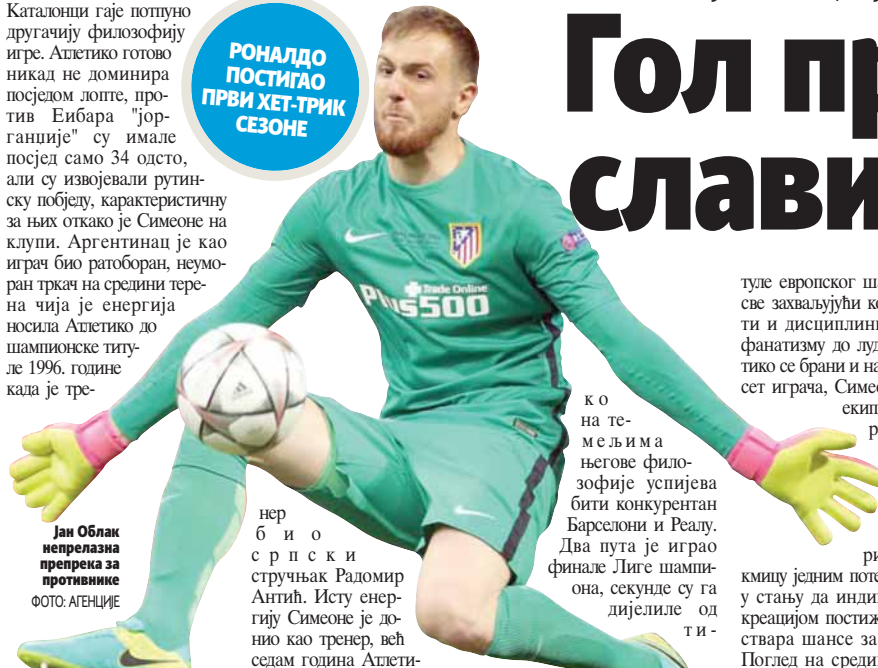 Каталонци гаје потпуно
другачију филозофију
игре. Атлетико готово
никад не доминира
посједом лопте, про-
тив Еибара "јор-
ганџије" су имале
посјед само 34 одсто,
али су извојевали рутин-
ску побједу, карактеристичну
за њих откако је Симеоне на
клупи. Аргентинац је као
играч био ратоборан, неумо-
ран тркач на средини тере-
на чија је енергија
носила Атлетико до
шампионске титу-
ле 1996. године
када је тре-
РОНАЛДО
ПОСТИГАО
ПРВИ ХЕТ-ТРИК
СЕЗОНЕ
Гол пр
слави
Trade Online
Plus500
Јан Облак
непрелазна
препрека за
противнике
ФОТО: АГЕНЦИЈЕ
нер
био
српски
стручњак Радомир
Антић. Исту енер-
гију Симеоне је до-
нио као тренер, већ
седам година Атлети-
ко
на те-
мељима
његове фило-
зофије успијева
бити конкурентан
Барселони и Реалу.
Два пута је играо
финале Лиге шампи-
она, секунде су га
дијелиле од
ти-
туле европског ша
све захваљујући ко
ти и дисциплини
фанатизму до луд
тико се брани и на
сет играча, Симео
екип
р
ри
кмицу једним поте
у стању да инди
креацијом постиж
ствара шансе за
Поглед на средин